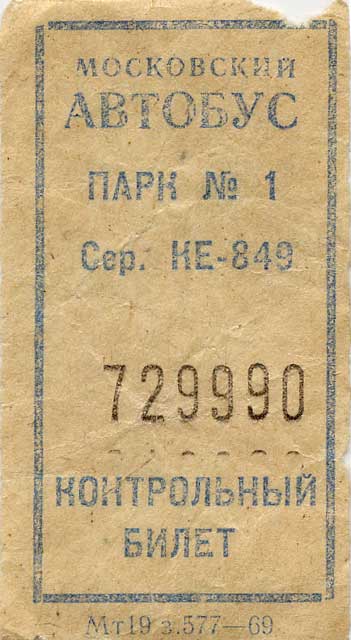 МОСКОВСКИЙ
АВТОБУС
ПАРК № 1
Сер. КЕ-849
729990
КОНТРОЛЬНЫЙ
БИЛЕТ
Мт19 з.577—69